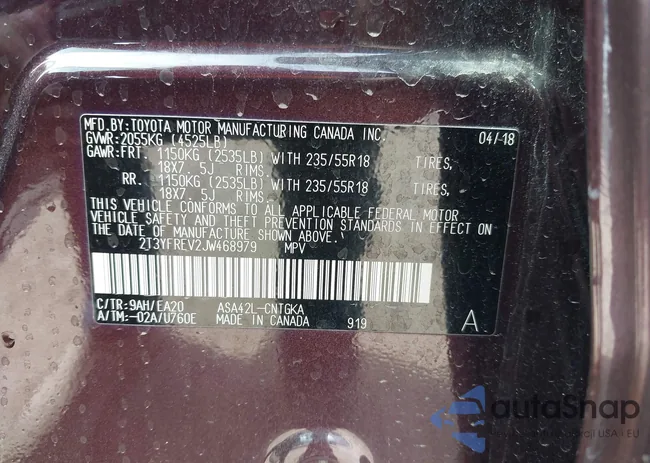 MFD.BY:TOYOTA MOTOR MANUFACTURING CANADA INC. 04/-18
GVWR:2055KG (4525LB)
GAWR:FRT. 1150KG (2535LB) WITH 235/55R18 TIRES,
18X7 5J RIMS.
RR. 1150KG (2535LB) WITH 235/55R18 TIRES,
18X7 5J RIMS.
THIS VEHICLE CONFORMS TO ALL APPLICABLE FEDERAL MOTOR
VEHICLE SAFETY AND THEFT PREVENTION STANDARDS IN EFFECT ON
THE DATE OF MANUFACTURE SHOWN ABOVE.
2T3YFREV2JW468979 MPV
C/TR:9AH/EA20 ASA42L-CNTGKA
A/TM:-02A/U760E MADE IN CANADA 919 A
autaSnap
USA - EU